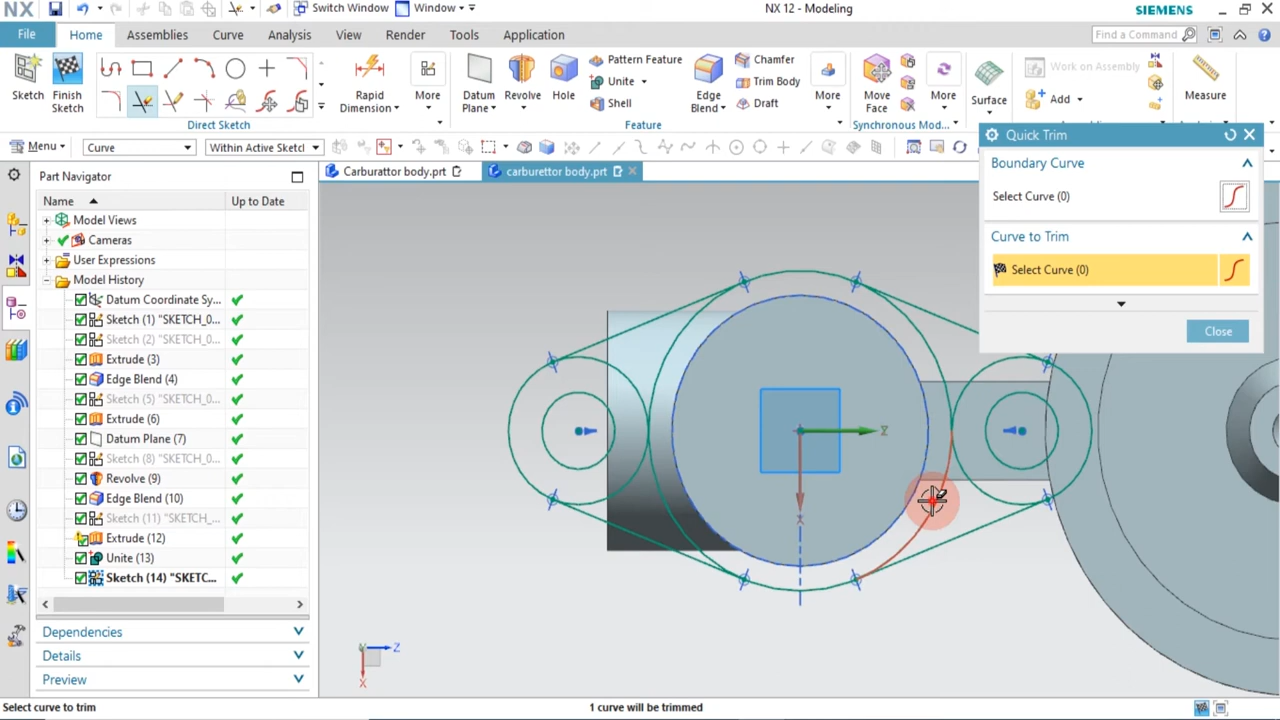 NX
Switch Window
Window
NX 12 - Modeling
SIEMENS
File
Home
Assemblies
Curve
Analysis
View
Render
Tools
Application
Find a Command
Sketch
Finish
Sketch
Direct Sketch
Rapid
Dimension
More
Datum
Plane
Revolve
Hole
Pattern Feature
Unite
Shell
Edge
Blend
Chamfer
Trim Body
Draft
More
Feature
Move
Face
More
Synchronous Mod...
Surface
Work on Assembly
Add
Measure
Menu
Curve
Within Active Sketcl
Part Navigator
Name
Up to Date
Model Views
Cameras
User Expressions
Model History
Datum Coordinate Sy...
Sketch (1) "SKETCH_0...
Sketch (2) "SKETCH_0...
Extrude (3)
Edge Blend (4)
Sketch (5) "SKETCH_0...
Extrude (6)
Datum Plane (7)
Sketch (8) "SKETCH_0...
Revolve (9)
Edge Blend (10)
Sketch (11) "SKETCH_...
Extrude (12)
Unite (13)
Sketch (14) "SKETC...
Dependencies
Details
Preview
Carburattor body.prt
carburettor body.prt
Quick Trim
Boundary Curve
Select Curve (0)
Curve to Trim
Select Curve (0)
Close
Z
X
Z
X
Select curve to trim
1 curve will be trimmed